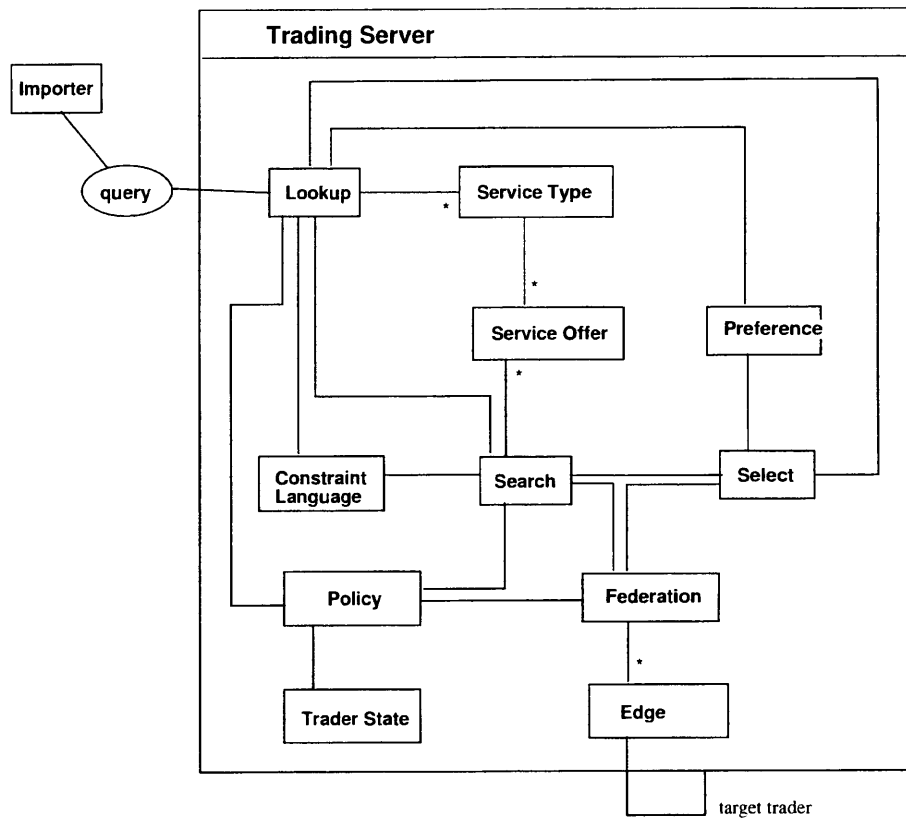 Trading Server
Importer
query
Lookup
Service Type
*
*
Service Offer
Preference
*
Constraint
Language
Search
Select
Policy
Federation
*
Trader State
Edge
target trader